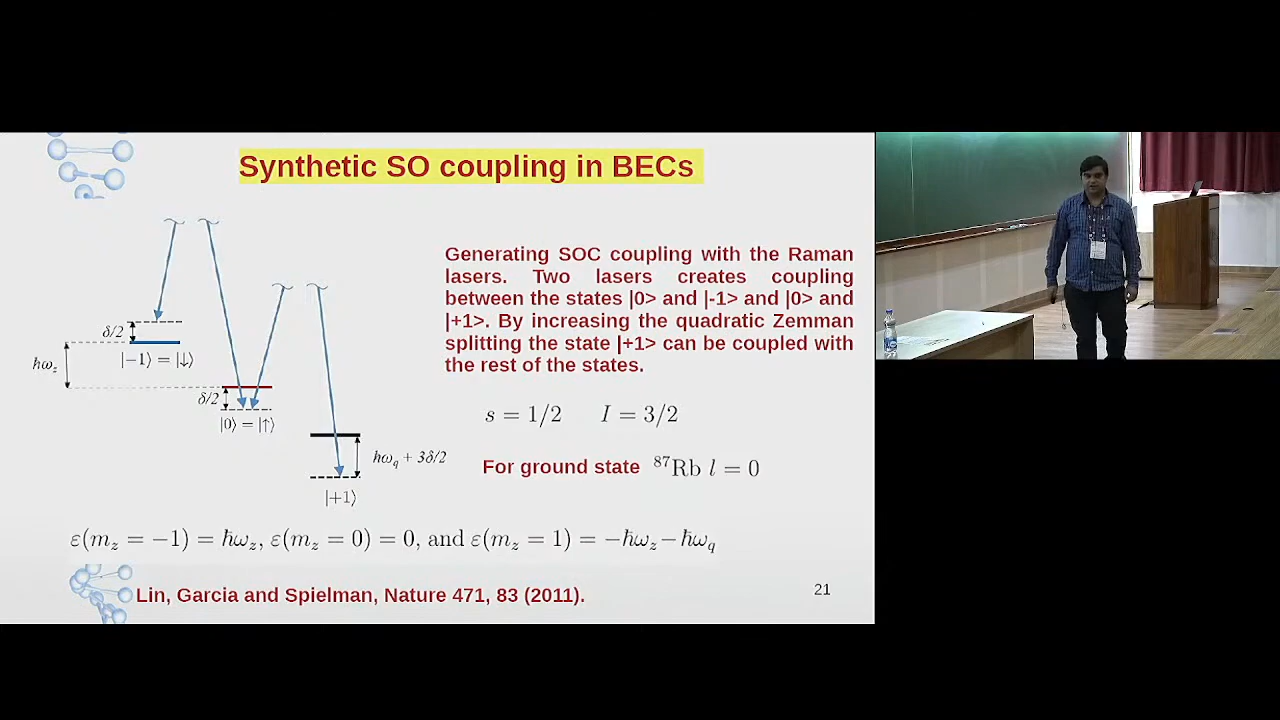 Synthetic SO coupling in BECs
Generating SOC coupling with the Raman
lasers. Two lasers creates coupling
between the states |0> and |-1> and |0> and
|+1>. By increasing the quadratic Zemman
splitting the state |+1> can be coupled with
the rest of the states.
δ/2
ħω_z
|−1⟩ = |↓⟩
δ/2
|0⟩ = |↑⟩
ħω_q + 3δ/2
|+1⟩
s = 1/2 I = 3/2
For ground state ⁸⁷Rb l = 0
ε(m_z = −1) = ħω_z, ε(m_z = 0) = 0, and ε(m_z = 1) = −ħω_z−ħω_q
Lin, Garcia and Spielman, Nature 471, 83 (2011).
21